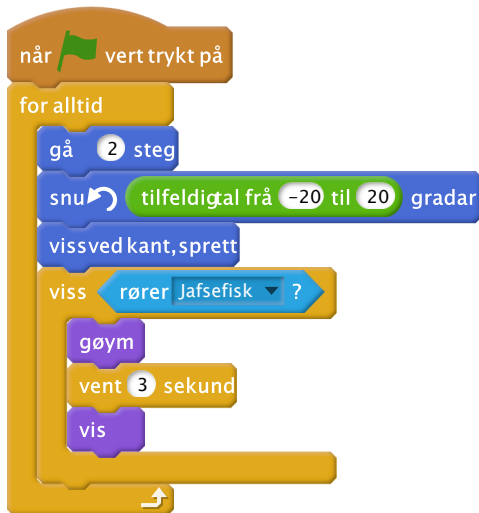 når vert trykt på
for alltid
gå 2 steg
snu tilfeldig tal frå -20 til 20 gradar
viss ved kant, sprett
viss rører Jafsefisk ?
gøym
vent 3 sekund
vis